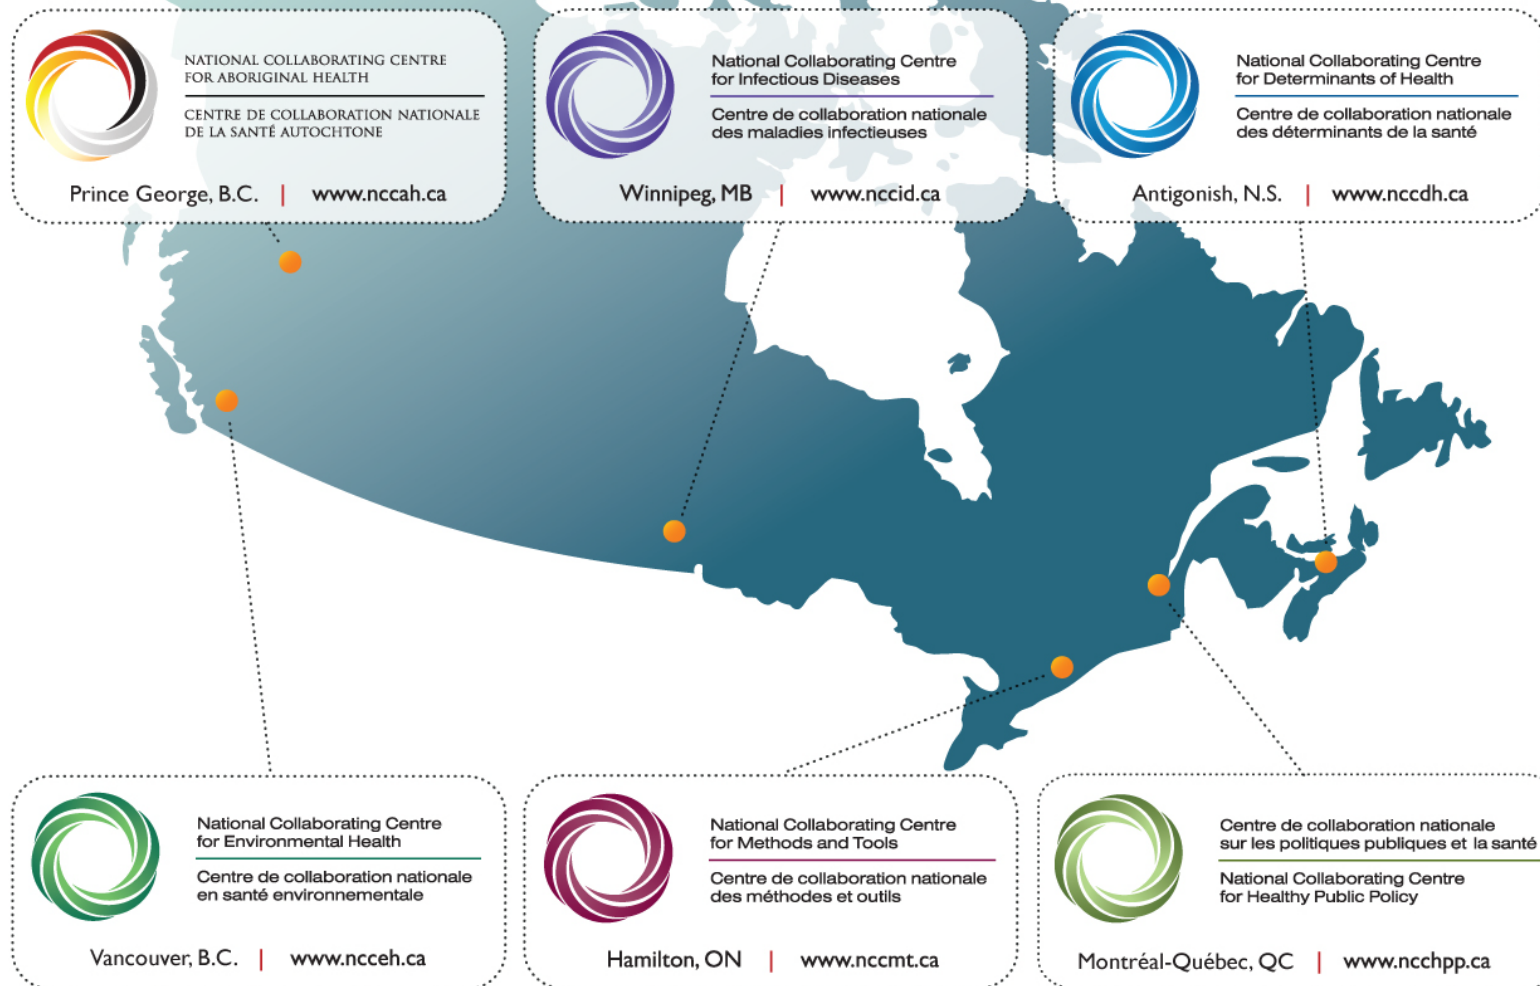 NATIONAL COLLABORATING CENTRE
FOR ABORIGINAL HEALTH
CENTRE DE COLLABORATION NATIONALE
DE LA SANTÉ AUTOCHTONE
Prince George, B.C. | www.nccah.ca
National Collaborating Centre
for Infectious Diseases
Centre de collaboration nationale
des maladies infectieuses
Winnipeg, MB | www.nccid.ca
National Collaborating Centre
for Determinants of Health
Centre de collaboration nationale
des déterminants de la santé
Antigonish, N.S. | www.nccdh.ca
National Collaborating Centre
for Environmental Health
Centre de collaboration nationale
en santé environnementale
Vancouver, B.C. | www.ncceh.ca
National Collaborating Centre
for Methods and Tools
Centre de collaboration nationale
des méthodes et outils
Hamilton, ON | www.nccmt.ca
Centre de collaboration nationale
sur les politiques publiques et la santé
National Collaborating Centre
for Healthy Public Policy
Montréal-Québec, QC | www.ncchpp.ca